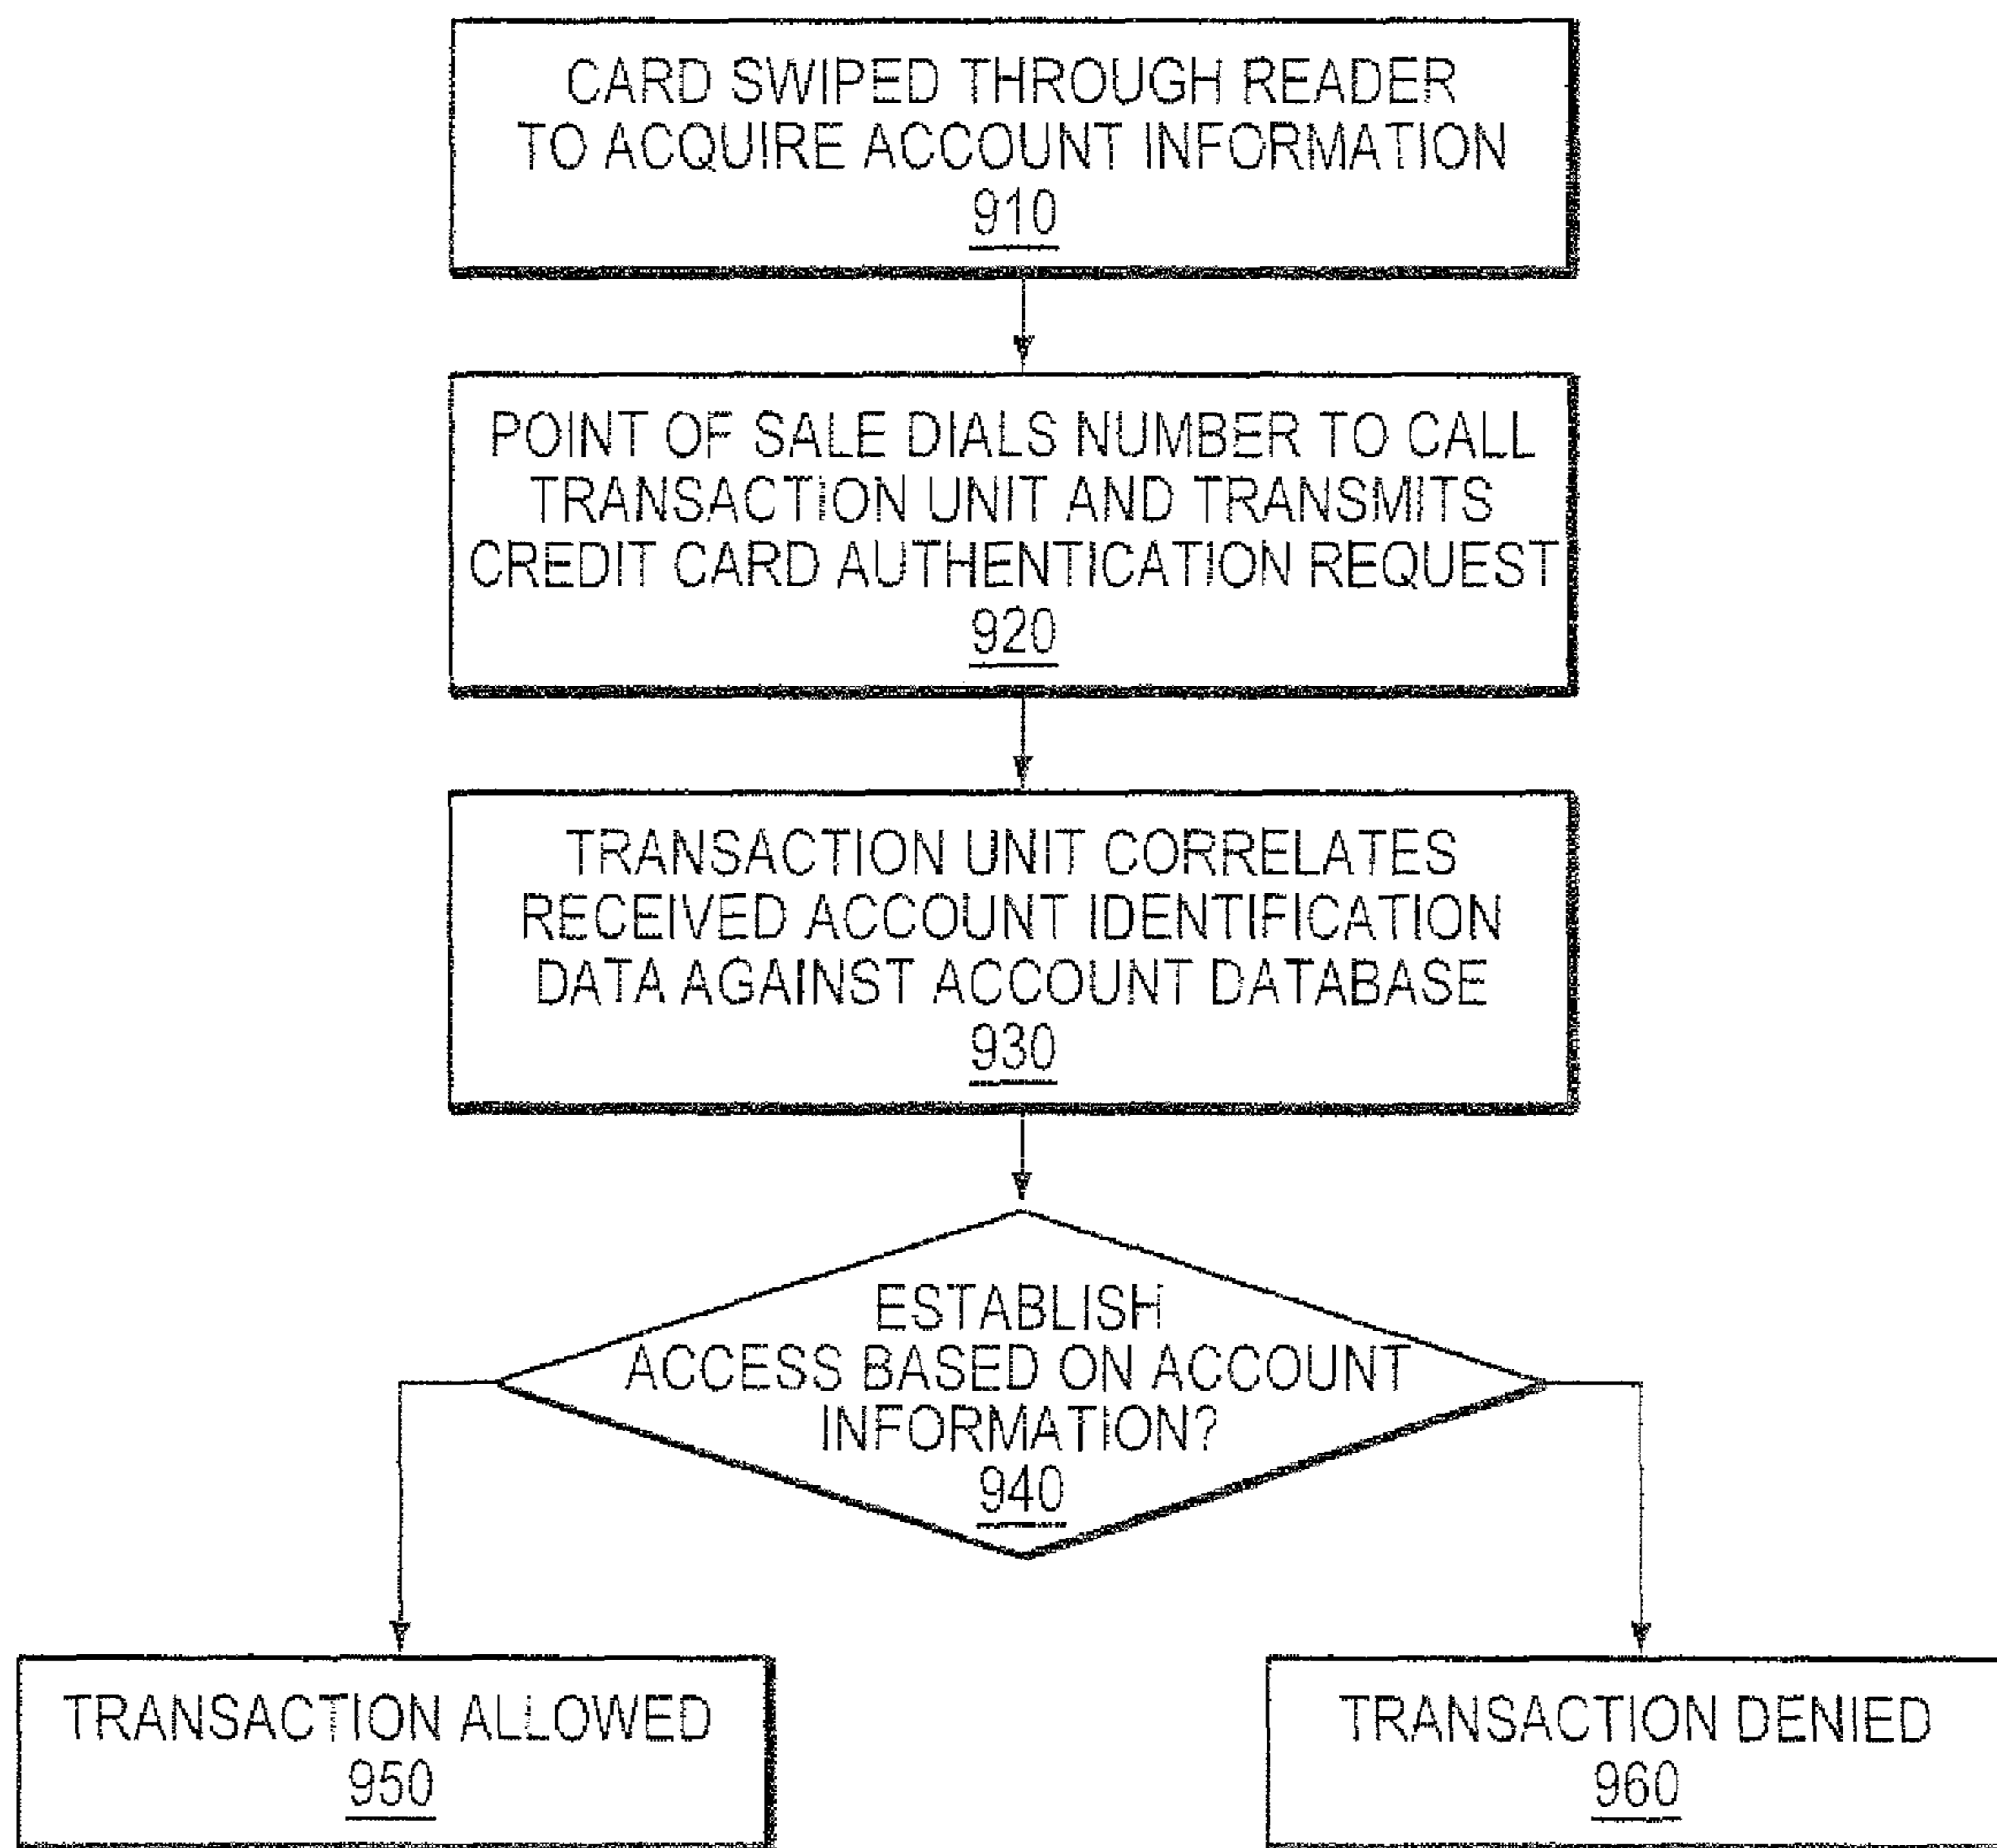 CARD SWIPED THROUGH READER
TO ACQUIRE ACCOUNT INFORMATION
910
POINT OF SALE DIALS NUMBER TO CALL
TRANSACTION UNIT AND TRANSMITS
CREDIT CARD AUTHENTICATION REQUEST
920
TRANSACTION UNIT CORRELATES
RECEIVED ACCOUNT IDENTIFICATION
DATA AGAINST ACCOUNT DATABASE
930
ESTABLISH
ACCESS BASED ON ACCOUNT
INFORMATION?
940
TRANSACTION ALLOWED
950
TRANSACTION DENIED
960